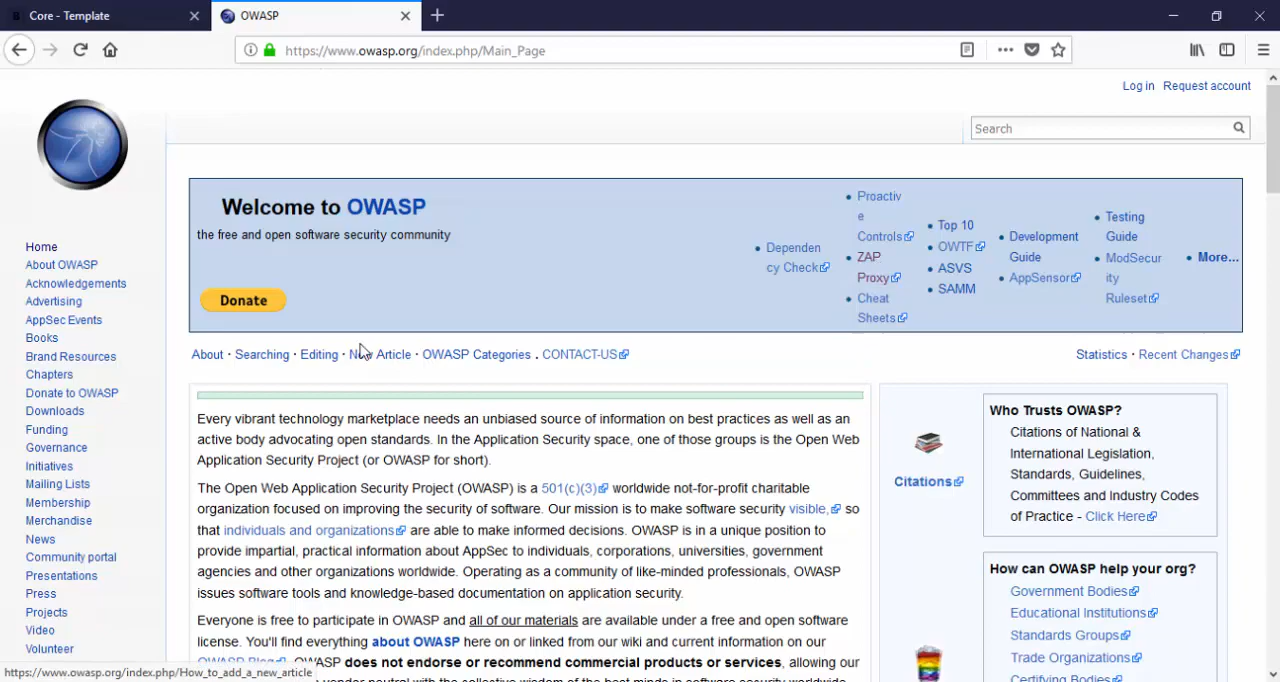 Core - Template
OWASP
https://www.owasp.org/index.php/Main_Page
Log in Request account
Search
Home
About OWASP
Acknowledgements
Advertising
AppSec Events
Books
Brand Resources
Chapters
Donate to OWASP
Downloads
Funding
Governance
Initiatives
Mailing Lists
Membership
Merchandise
News
Community portal
Presentations
Press
Projects
Video
Volunteer
Welcome to OWASP
the free and open software security community
Donate
Dependen
cy Check
Proactiv
e
Controls
ZAP
Proxy
Cheat
Sheets
Top 10
OWTF
ASVS
SAMM
Development
Guide
AppSensor
Testing
Guide
ModSecur
ity
Ruleset
More...
About · Searching · Editing · New Article · OWASP Categories . CONTACT-US
Statistics · Recent Changes
Every vibrant technology marketplace needs an unbiased source of information on best practices as well as an
active body advocating open standards. In the Application Security space, one of those groups is the Open Web
Application Security Project (or OWASP for short).
The Open Web Application Security Project (OWASP) is a 501(c)(3) worldwide not-for-profit charitable
organization focused on improving the security of software. Our mission is to make software security visible, so
that individuals and organizations are able to make informed decisions. OWASP is in a unique position to
provide impartial, practical information about AppSec to individuals, corporations, universities, government
agencies and other organizations worldwide. Operating as a community of like-minded professionals, OWASP
issues software tools and knowledge-based documentation on application security.
Everyone is free to participate in OWASP and all of our materials are available under a free and open software
license. You'll find everything about OWASP here on or linked from our wiki and current information on our
OWASP Blog. OWASP does not endorse or recommend commercial products or services, allowing our
Citations
Who Trusts OWASP?
Citations of National &
International Legislation,
Standards, Guidelines,
Committees and Industry Codes
of Practice - Click Here
How can OWASP help your org?
Government Bodies
Educational Institutions
Standards Groups
Trade Organizations
Certifying Bodies
https://www.owasp.org/index.php/How_to_add_a_new_article